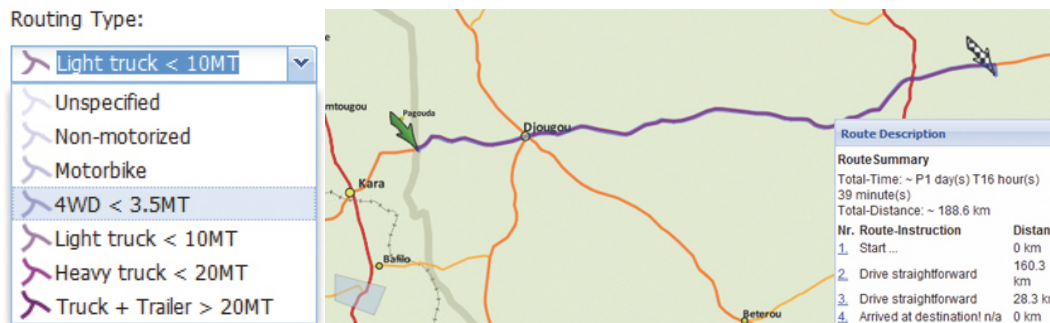 Routing Type:
Light truck < 10MT
Unspecified
Non-motorized
Motorbike
4WD < 3.5MT
Light truck < 10MT
Heavy truck < 20MT
Truck + Trailer > 20MT
e
mtougou
Pagouda
Djougou
Kara
Bafilo
Beterou
Route Description
RouteSummary
Total-Time: ~ P1 day(s) T16 hour(s)
39 minute(s)
Total-Distance: ~ 188.6 km
Nr. Route-Instruction Distan
1. Start ... 0 km
2. Drive straightforward 160.3 km
3. Drive straightforward 28.3 k
4. Arrived at destination! n/a 0 km